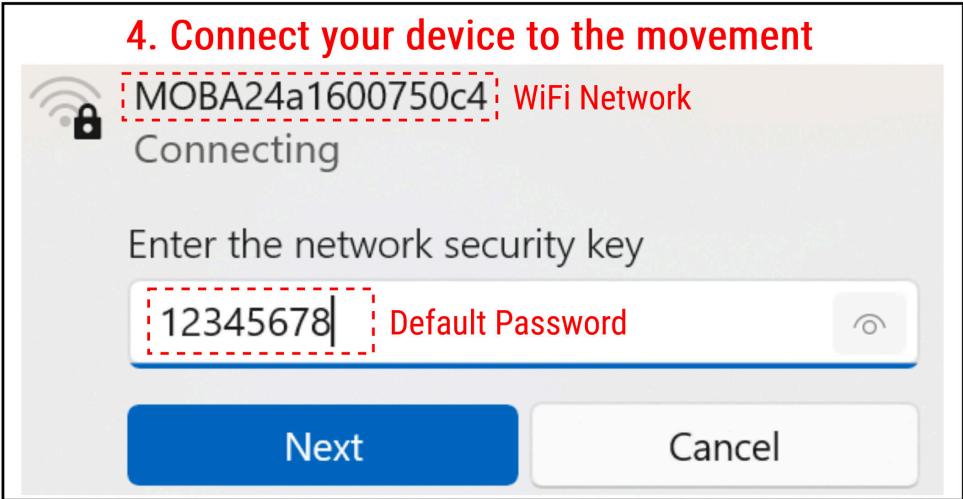 4. Connect your device to the movement
MOBA24a1600750c4 WiFi Network
Connecting
Enter the network security key
12345678 Default Password
Next Cancel